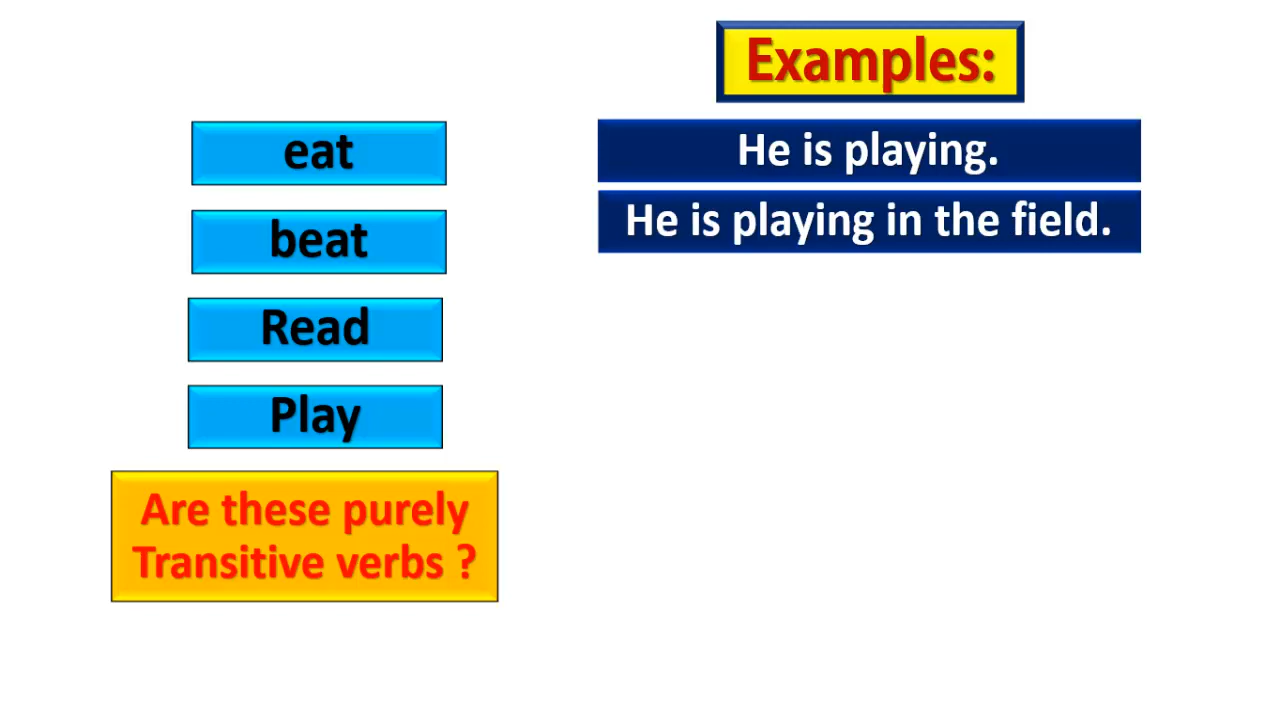 eat
beat
Read
Play
Are these purely
Transitive verbs ?
Examples:
He is playing.
He is playing in the field.